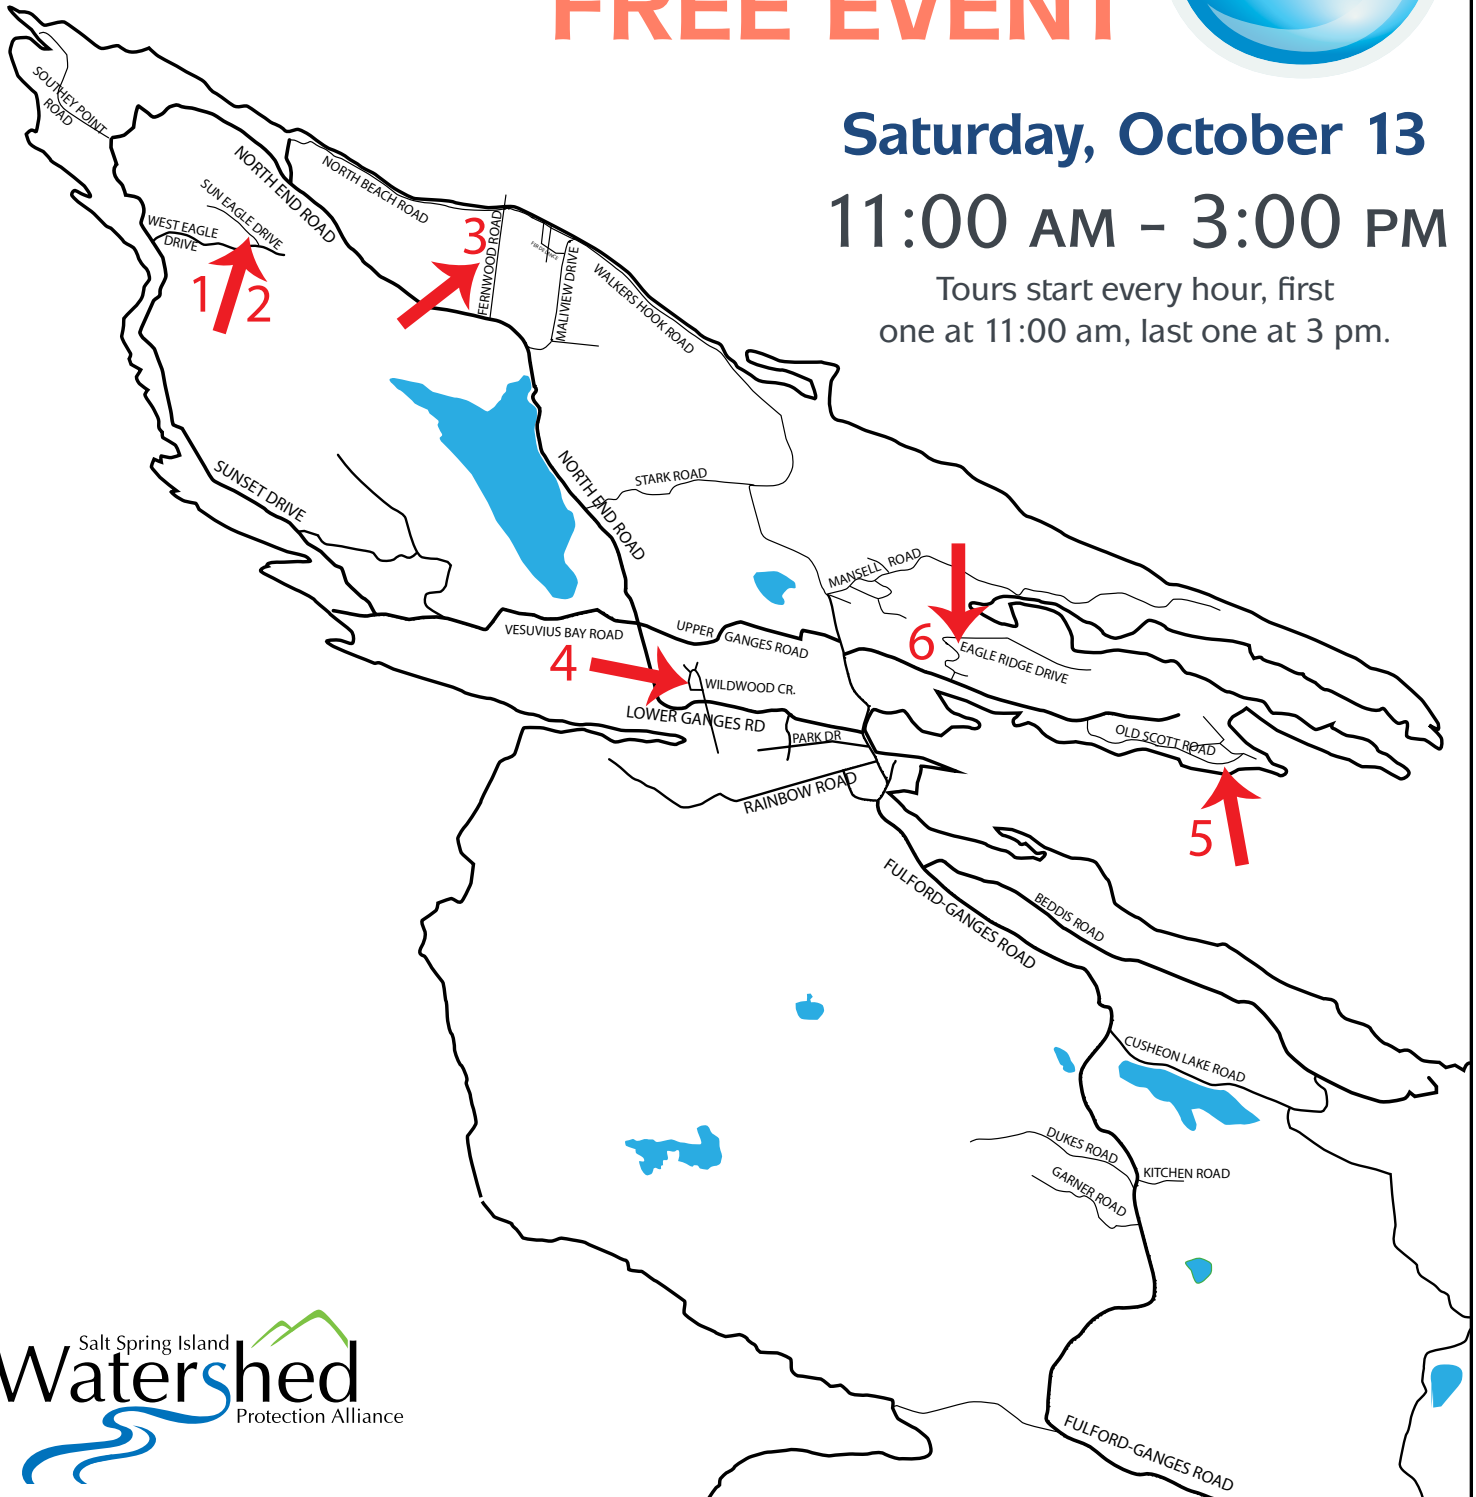 FREE EVENT
Saturday, October 13
11:00 AM - 3:00 PM
Tours start every hour, first
one at 11:00 am, last one at 3 pm.
SOUTHEY POINT
ROAD
NORTH END ROAD
NORTH BEACH ROAD
SUN EAGLE DRIVE
WEST EAGLE
DRIVE
1
2
3
FERNWOOD ROAD
MALIVIEW DRIVE
WALKERS HOOK ROAD
SUNSET DRIVE
NORTH END ROAD
STARK ROAD
MANSELL ROAD
VESUVIUS BAY ROAD
UPPER GANGES ROAD
6
EAGLE RIDGE DRIVE
4
WILDWOOD CR.
LOWER GANGES RD
PARK DR
OLD SCOTT ROAD
RAINBOW ROAD
5
FULFORD-GANGES ROAD
BEDDIS ROAD
CUSHEON LAKE ROAD
DUKES ROAD
KITCHEN ROAD
GARNER ROAD
FULFORD-GANGES ROAD
Salt Spring Island
Watershed
Protection Alliance